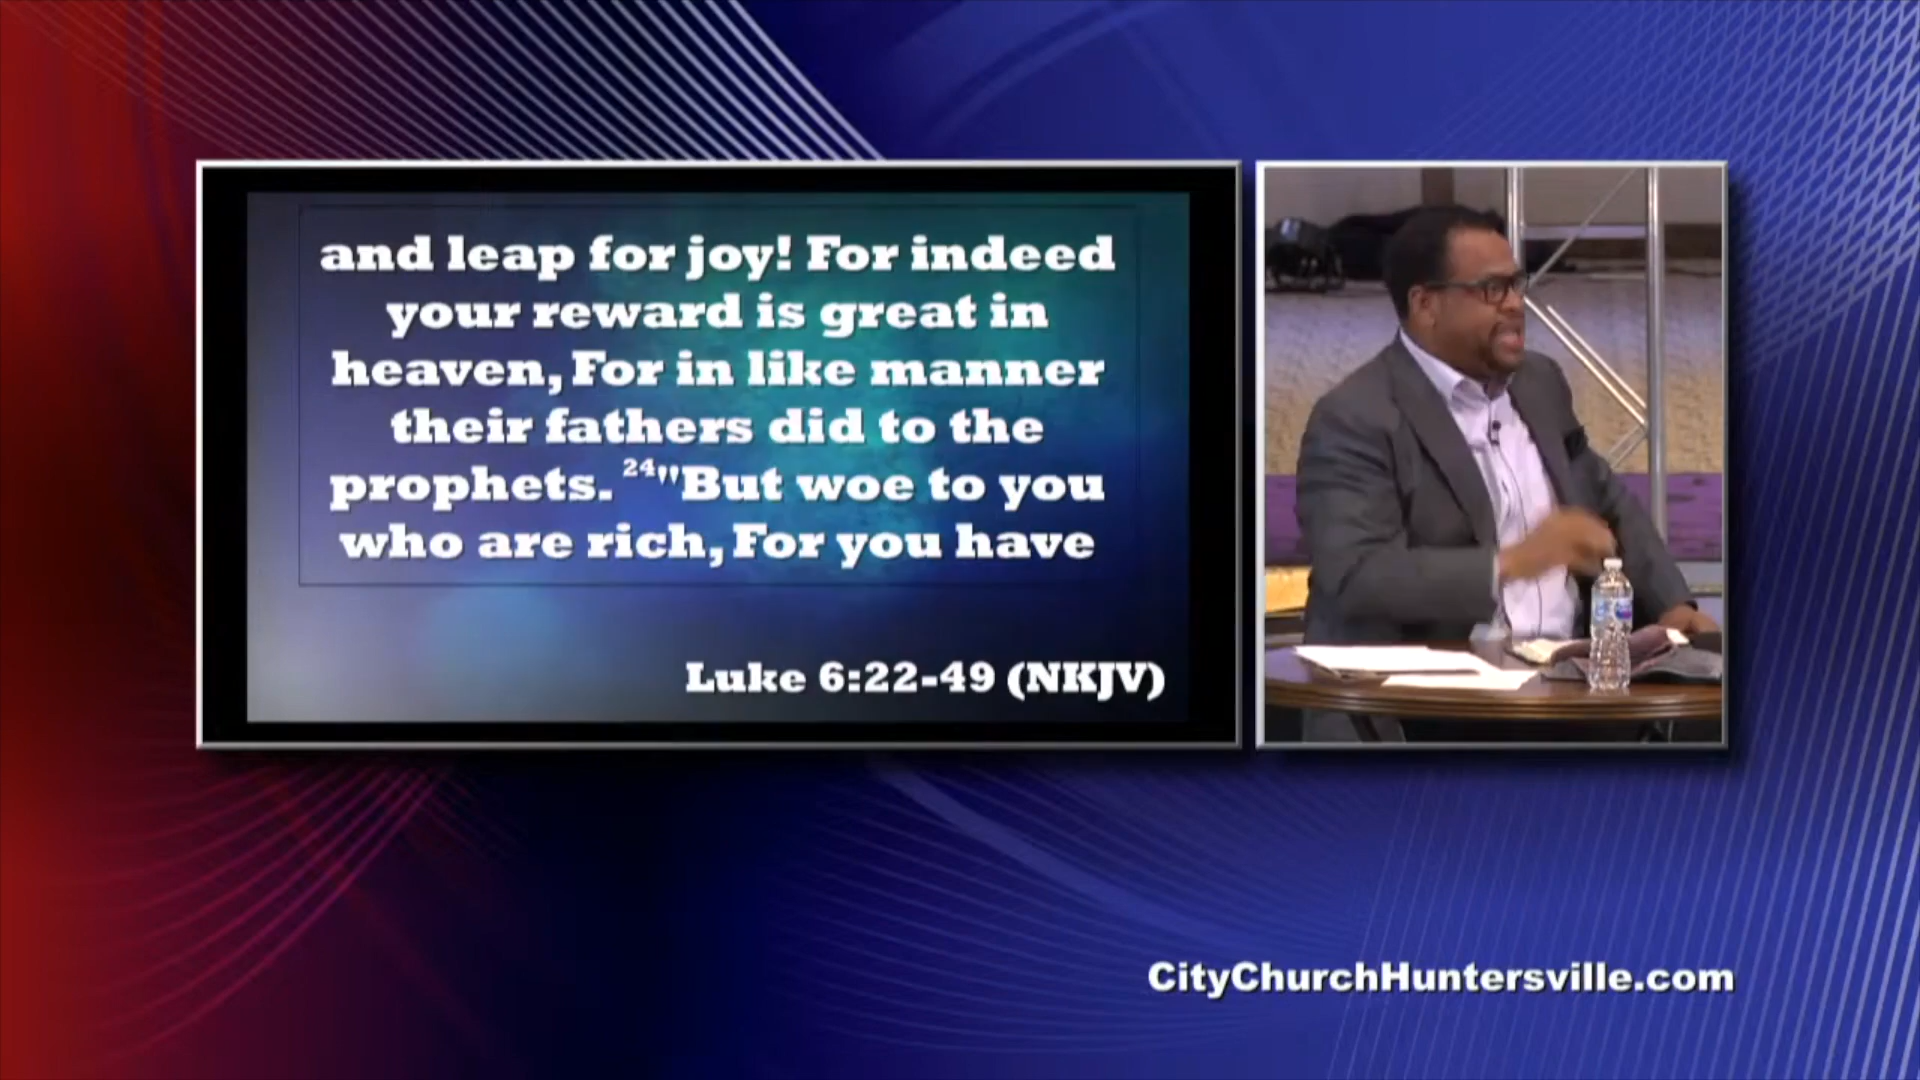 and leap for joy! For indeed
your reward is great in
heaven, For in like manner
their fathers did to the
prophets. 24"But woe to you
who are rich, For you have
Luke 6:22-49 (NKJV)
CityChurchHuntersville.com